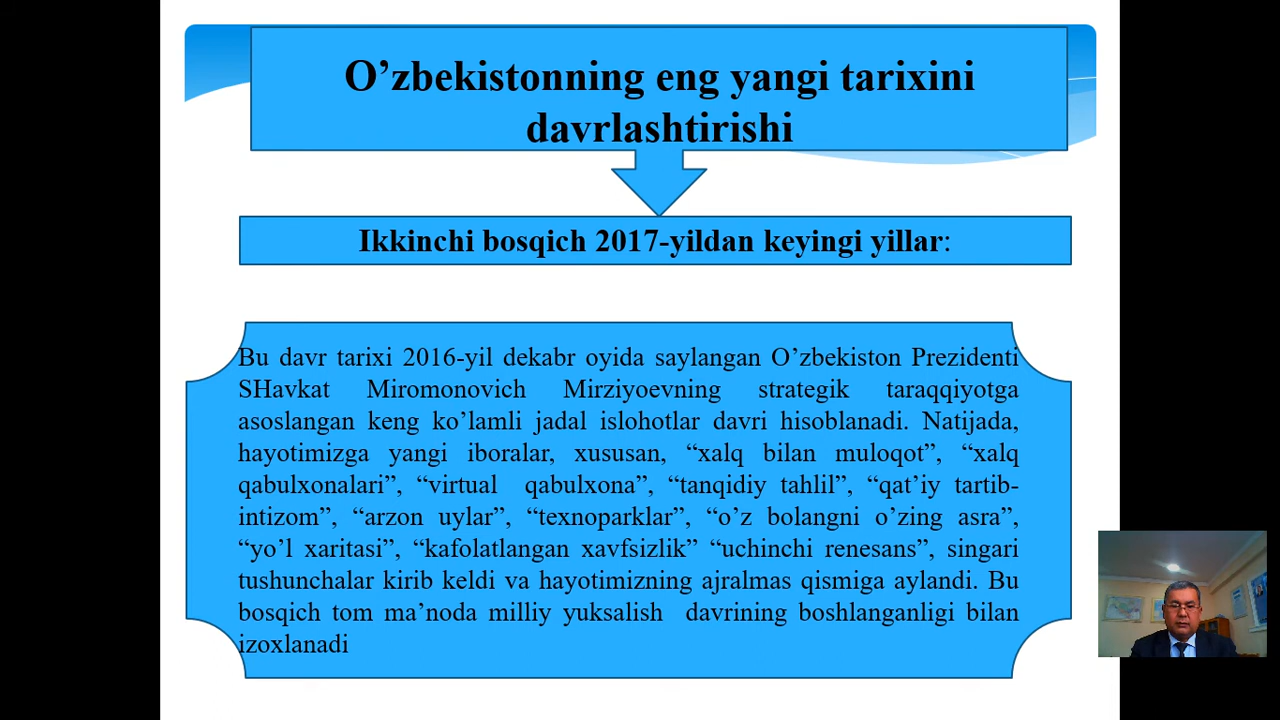 O’zbekistonning eng yangi tarixini
davrlashtirishi
Ikkinchi bosqich 2017-yildan keyingi yillar:
Bu davr tarixi 2016-yil dekabr oyida saylangan O’zbekiston Prezidenti
SHavkat Miromonovich Mirziyoevning strategik taraqqiyotga
asoslangan keng ko’lamli jadal islohotlar davri hisoblanadi. Natijada,
hayotimizga yangi iboralar, xususan, “xalq bilan muloqot”, “xalq
qabulxonalari”, “virtual qabulxona”, “tanqidiy tahlil”, “qat’iy tartib-
intizom”, “arzon uylar”, “texnoparklar”, “o’z bolangni o’zing asra”,
“yo’l xaritasi”, “kafolatlangan xavfsizlik” “uchinchi renesans”, singari
tushunchalar kirib keldi va hayotimizning ajralmas qismiga aylandi. Bu
bosqich tom ma’noda milliy yuksalish davrining boshlanganligi bilan
izoxlanadi